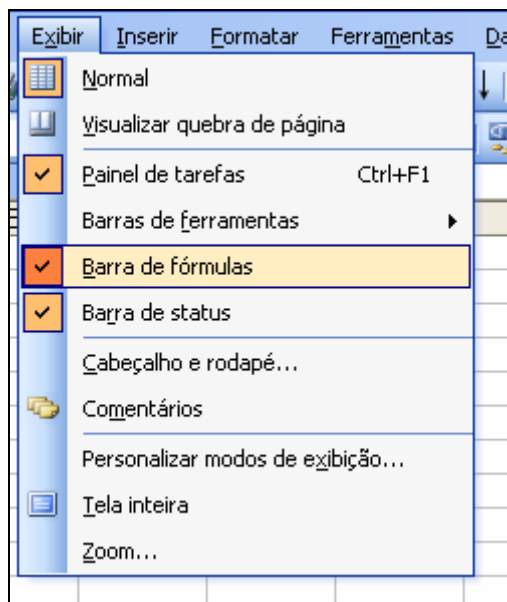 Exibir Inserir Formatar Ferramentas
Normal
Visualizar quebra de página
Painel de tarefas Ctrl+F1
Barras de ferramentas
Barra de fórmulas
Barra de status
Cabeçalho e rodapé...
Comentários
Personalizar modos de exibição...
Tela inteira
Zoom...